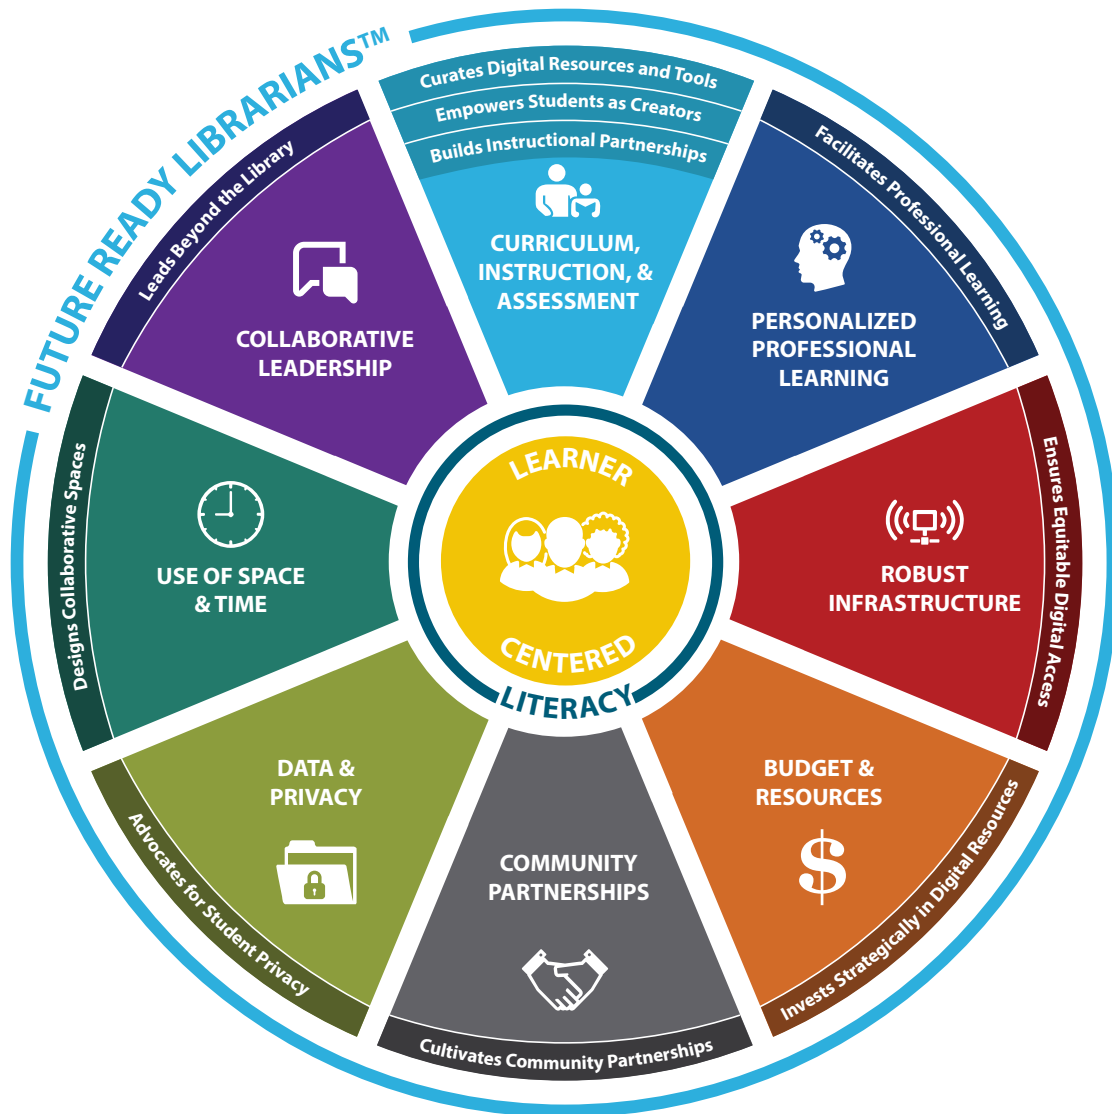 FUTURE READY LIBRARIANS™
Curates Digital Resources and Tools
Empowers Students as Creators
Builds Instructional Partnerships
CURRICULUM,
INSTRUCTION, &
ASSESSMENT
Facilitates Professional Learning
PERSONALIZED
PROFESSIONAL
LEARNING
Ensures Equitable Digital Access
ROBUST
INFRASTRUCTURE
Invests Strategically in Digital Resources
BUDGET &
RESOURCES
$
Cultivates Community Partnerships
COMMUNITY
PARTNERSHIPS
Advocates for Student Privacy
DATA &
PRIVACY
Designs Collaborative Spaces
USE OF SPACE
& TIME
Leads Beyond the Library
COLLABORATIVE
LEADERSHIP
LEARNER
CENTERED
LITERACY